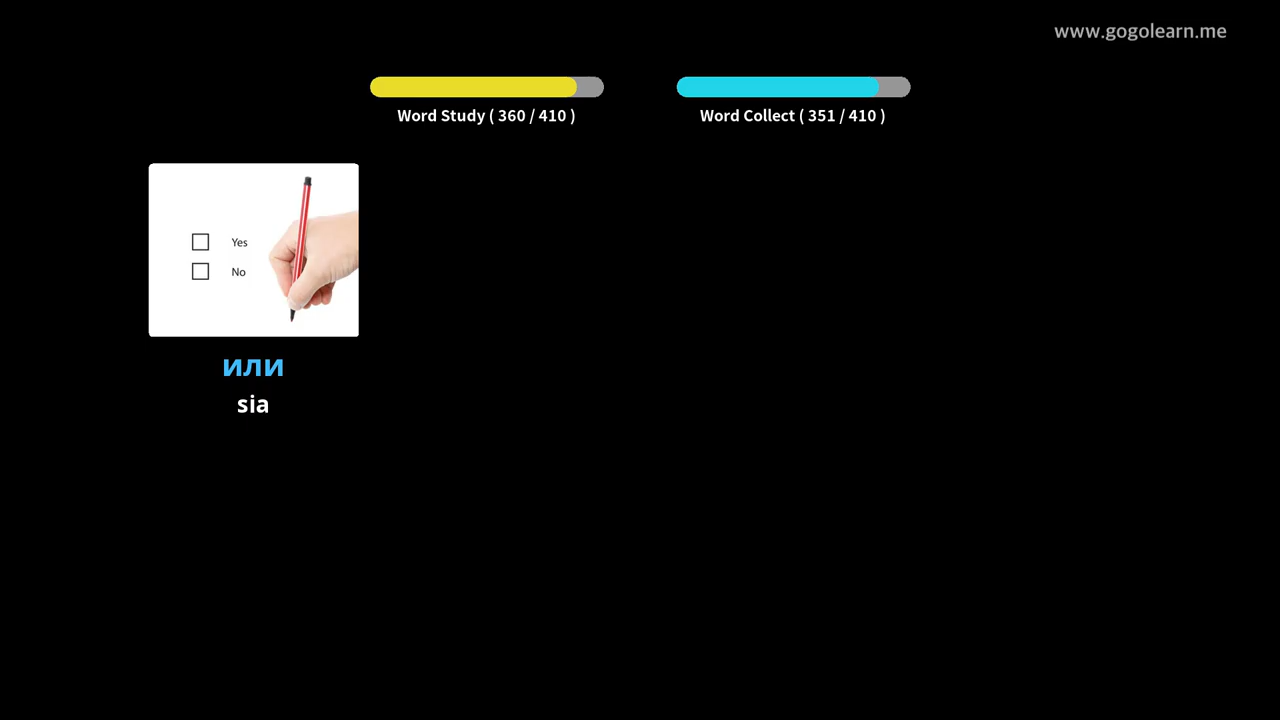 www.gogolearn.me
Word Study ( 360 / 410 )
Word Collect ( 351 / 410 )
Yes
No
или
sia